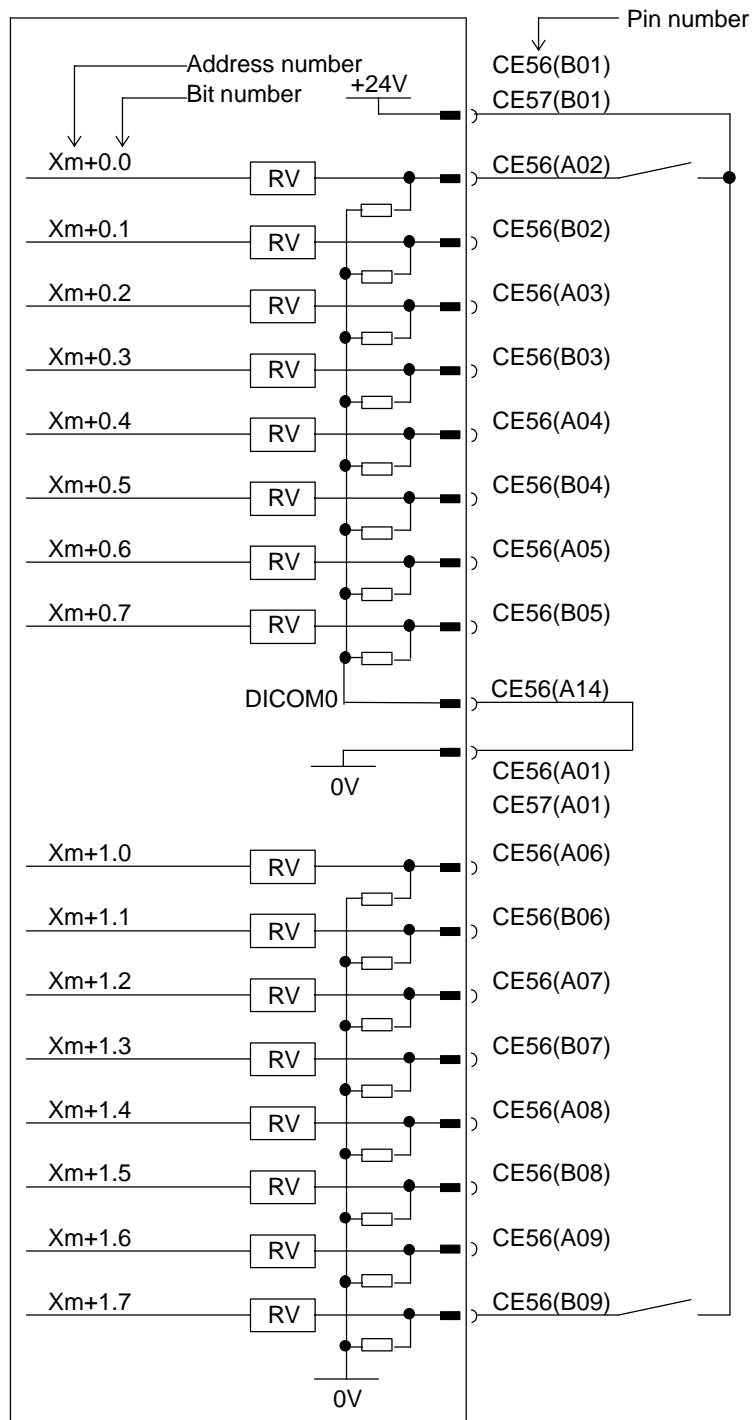 Pin number
Address number
Bit number
+24V
CE56(B01)
CE57(B01)
Xm+0.0
RV
CE56(A02)
Xm+0.1
RV
CE56(B02)
Xm+0.2
RV
CE56(A03)
Xm+0.3
RV
CE56(B03)
Xm+0.4
RV
CE56(A04)
Xm+0.5
RV
CE56(B04)
Xm+0.6
RV
CE56(A05)
Xm+0.7
RV
CE56(B05)
DICOM0
CE56(A14)
0V
CE56(A01)
CE57(A01)
Xm+1.0
RV
CE56(A06)
Xm+1.1
RV
CE56(B06)
Xm+1.2
RV
CE56(A07)
Xm+1.3
RV
CE56(B07)
Xm+1.4
RV
CE56(A08)
Xm+1.5
RV
CE56(B08)
Xm+1.6
RV
CE56(A09)
Xm+1.7
RV
CE56(B09)
0V